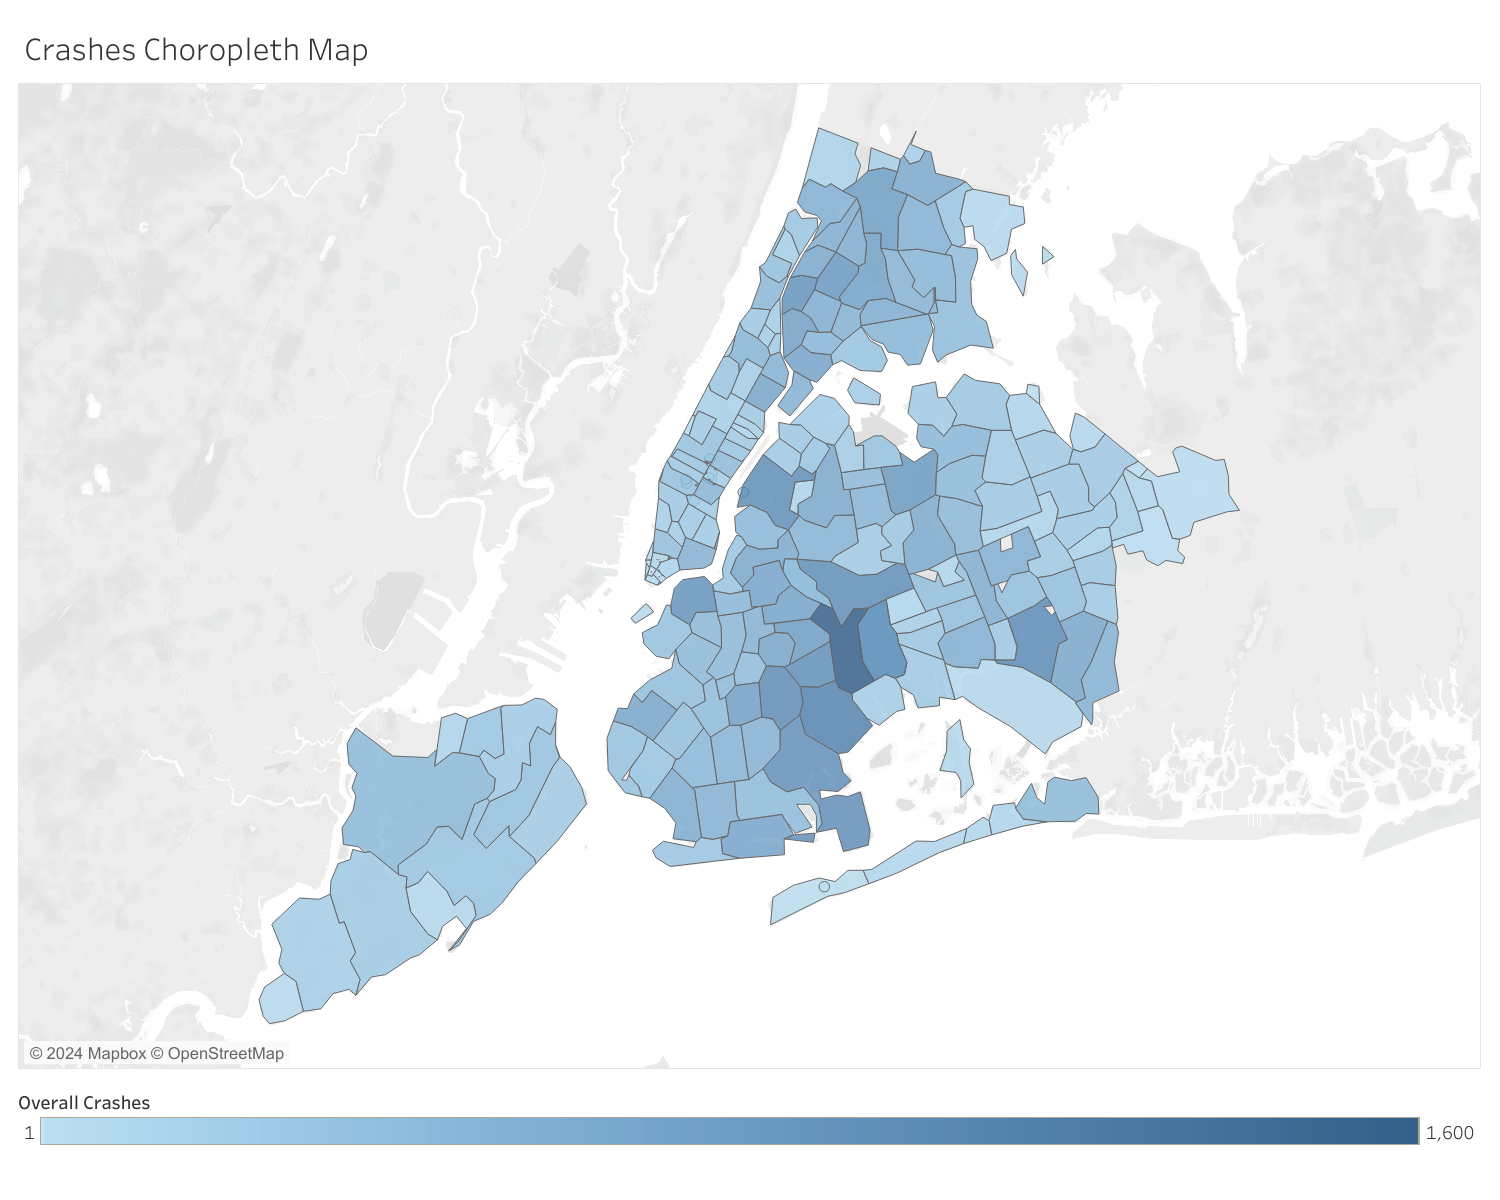 Crashes Choropleth Map
© 2024 Mapbox © OpenStreetMap
Overall Crashes
1
1,600